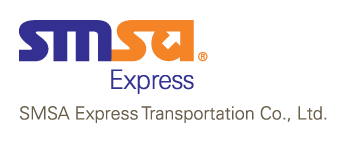 smsa®
Express
SMSA Express Transportation Co., Ltd.